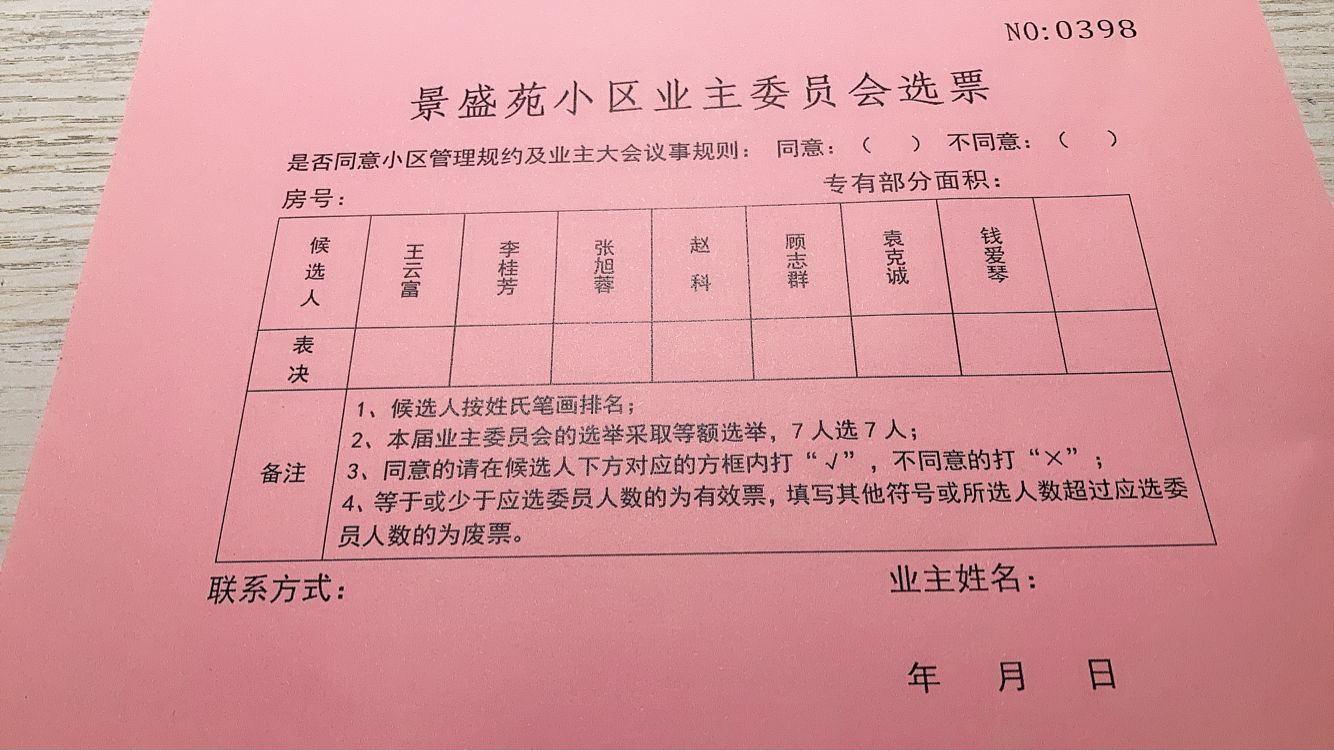 NO:0398
景盛苑小区业主委员会选票
是否同意小区管理规约及业主大会议事规则: 同意:（ ） 不同意:（ ）
房号: 专有部分面积:
候选人 王云富 李桂芳 张旭蓉 赵科 顾志群 袁克诚 钱爱琴
表决
备注
1、候选人按姓氏笔画排名;
2、本届业主委员会的选举采取等额选举, 7人选7人;
3、同意的请在候选人下方对应的方框内打“√”, 不同意的打“×”;
4、等于或少于应选委员人数的为有效票, 填写其他符号或所选人数超过应选委
员人数的为废票。
联系方式: 业主姓名:
年 月 日